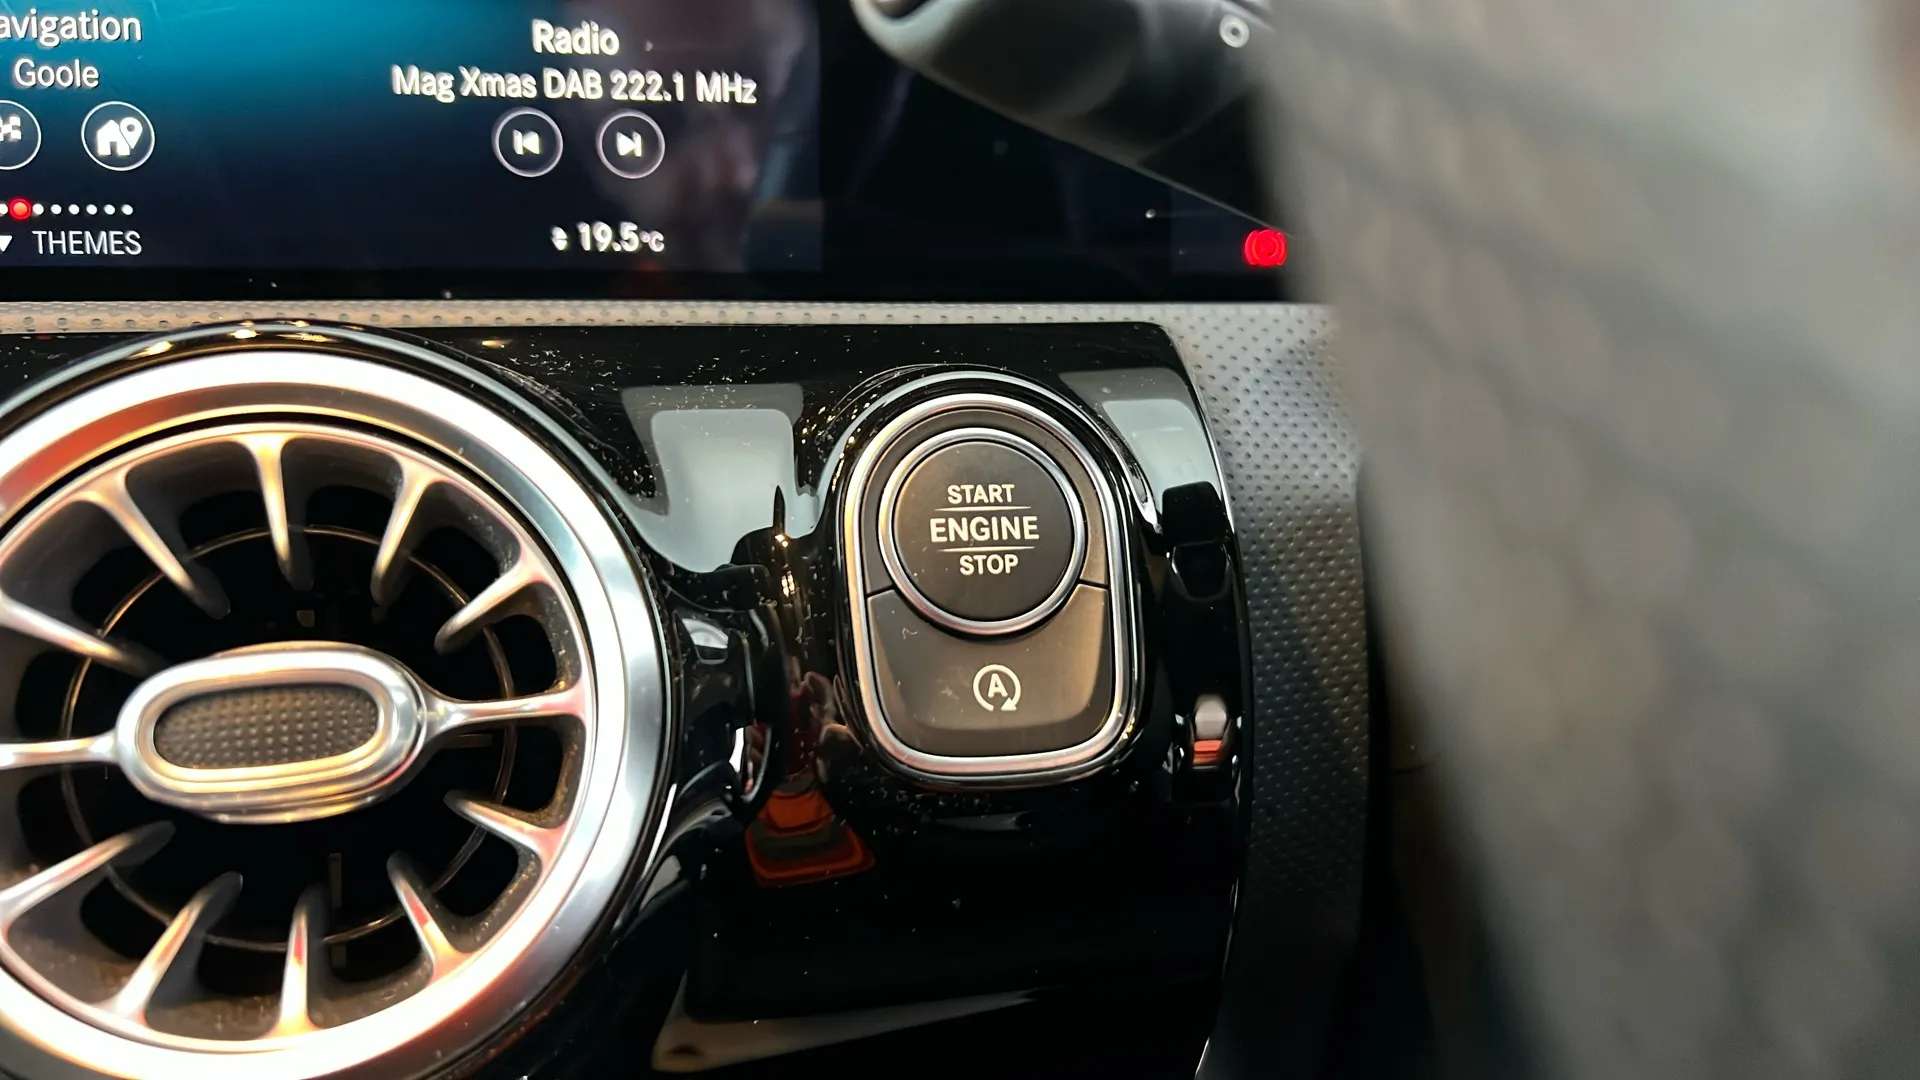 avigation
Goole
Radio
Mag Xmas DAB 222.1 MHz
THEMES
19.5°C
START
ENGINE
STOP
A